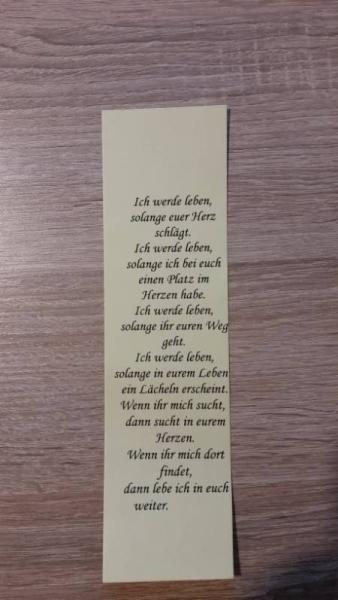 Ich werde leben,
solange euer Herz
schlägt.
Ich werde leben,
solange ich bei euch
einen Platz im
Herzen habe.
Ich werde leben,
solange ihr euren Weg
geht.
Ich werde leben,
solange in eurem Leben
ein Lächeln erscheint.
Wenn ihr mich sucht,
dann sucht in eurem
Herzen.
Wenn ihr mich dort
findet,
dann lebe ich in euch
weiter.